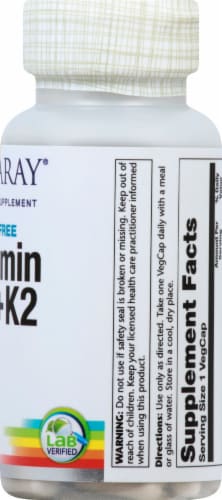 ARAY®
UPPLEMENT
FREE
min
+K2
LAB
VERIFIED
WARNING: Do not use if safety seal is broken or missing. Keep out of
reach of children. Keep your licensed health care practitioner informed
when using this product.
Directions: Use only as directed. Take one VegCap daily with a meal
or glass of water. Store in a cool, dry place.
Supplement Facts
Serving Size 1 VegCap